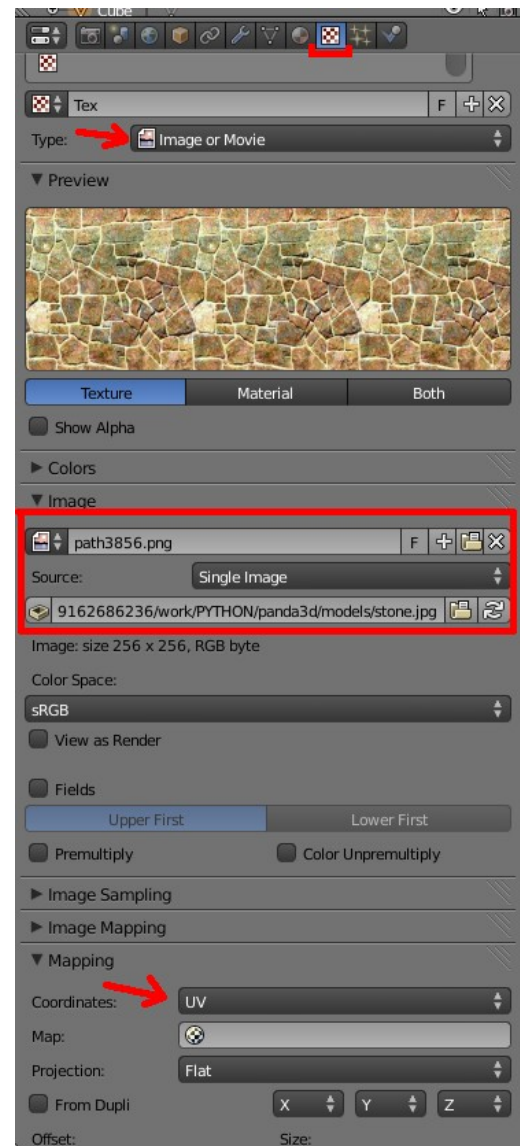 Cube
Tex F
Type: Image or Movie
Preview
Texture Material Both
Show Alpha
Colors
Image
path3856.png F
Source: Single Image
9162686236/work/PYTHON/panda3d/models/stone.jpg
Image: size 256 x 256, RGB byte
Color Space:
sRGB
View as Render
Fields
Upper First Lower First
Premultiply Color Unpremultiply
Image Sampling
Image Mapping
Mapping
Coordinates: UV
Map:
Projection: Flat
From Dupli X Y Z
Offset: Size: